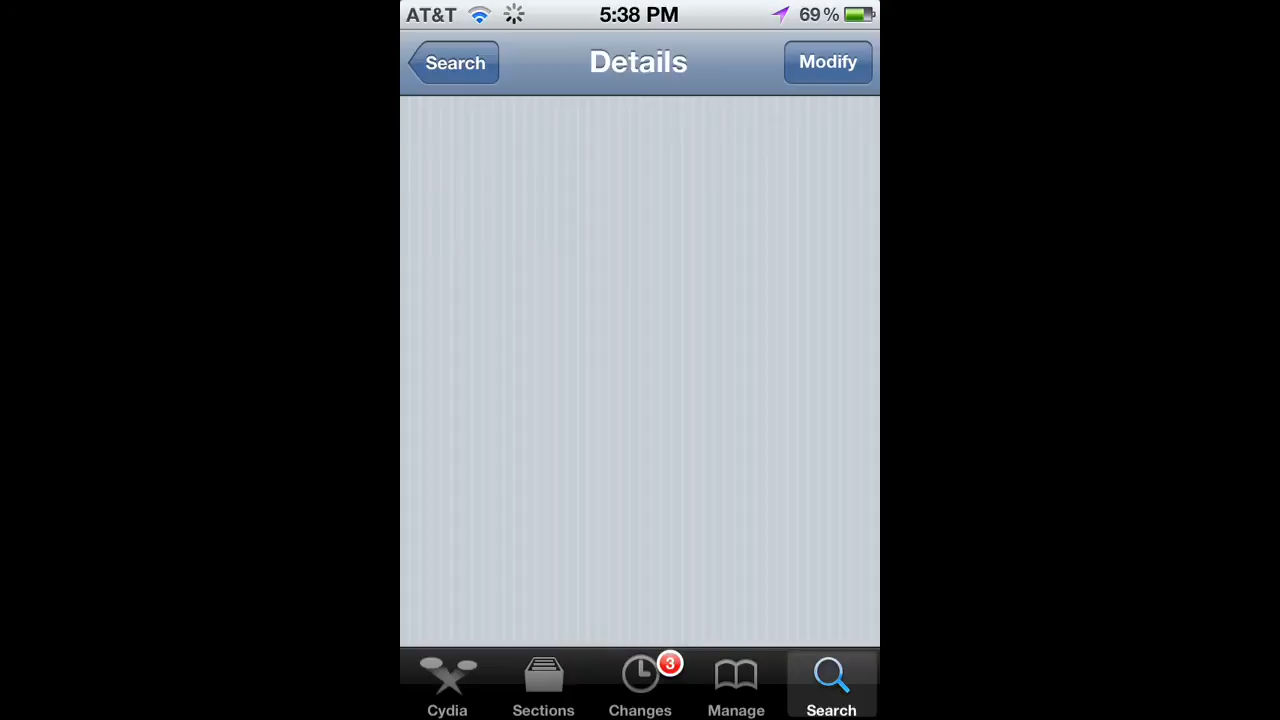 AT&T 5:38 PM 69%
Search Details Modify
3
Cydia Sections Changes Manage Search